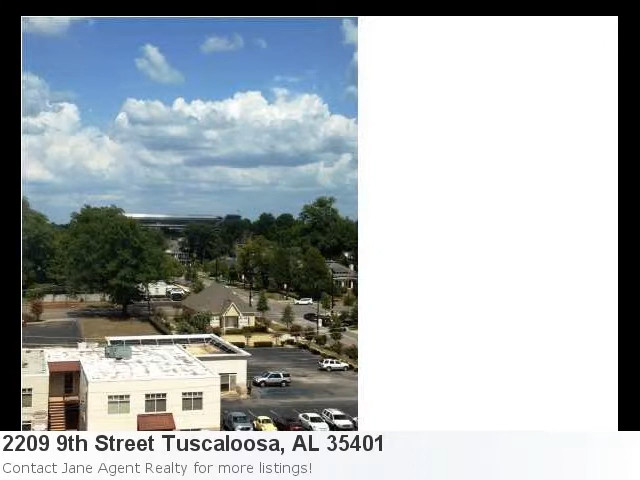 2209 9th Street Tuscaloosa, AL 35401
Contact Jane Agent Realty for more listings!